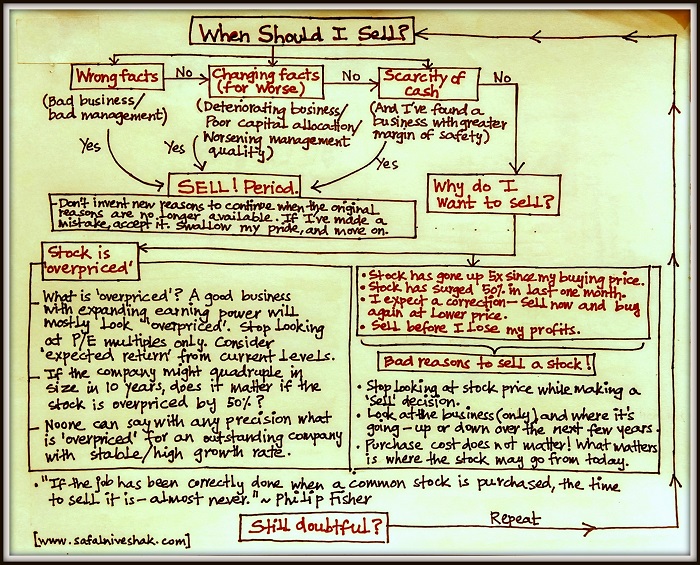 When Should I Sell?
Wrong facts
No
Changing facts
(for worse)
No
Scarcity of
cash
No
(Bad business/
bad management)
(Deteriorating business/
Poor capital allocation/
Worsening management
quality)
(And I've found a
business with greater
margin of safety)
Yes
Yes
Yes
SELL! Period.
Why do I
Want to sell?
- Don't invent new reasons to continue when the original
reasons are no longer available. If I've made a
mistake, accept it. Swallow my pride, and move on.
Stock is
'overpriced'
- What is 'overpriced'? A good business
with expanding earning power will
mostly 'look' "overpriced'. Stop looking
at P/E multiples only. Consider
'expected return' from current levels.
- If the company might quadruple in
size in 10 years, does it matter if the
stock is overpriced by 50%?
- Noone can say with any precision what
is 'overpriced' for an outstanding company
with stable/high growth rate.
• Stock has gone up 5x since my buying price.
• Stock has surged 50% in last one month.
• I expect a correction - sell now and buy
again at lower price.
• Sell before I lose my profits.
Bad reasons to sell a stock!
• Stop looking at stock price while making a
'sell' decision.
• Look at the business (only) and where it's
going - up or down over the next few years.
• Purchase cost does not matter! What matters
is where the stock may go from today.
• "If the job has been correctly done when a common stock is purchased, the time
to sell it is - almost never." ~ Philip Fisher
Still doubtful?
Repeat
[www.safalniveshak.com]